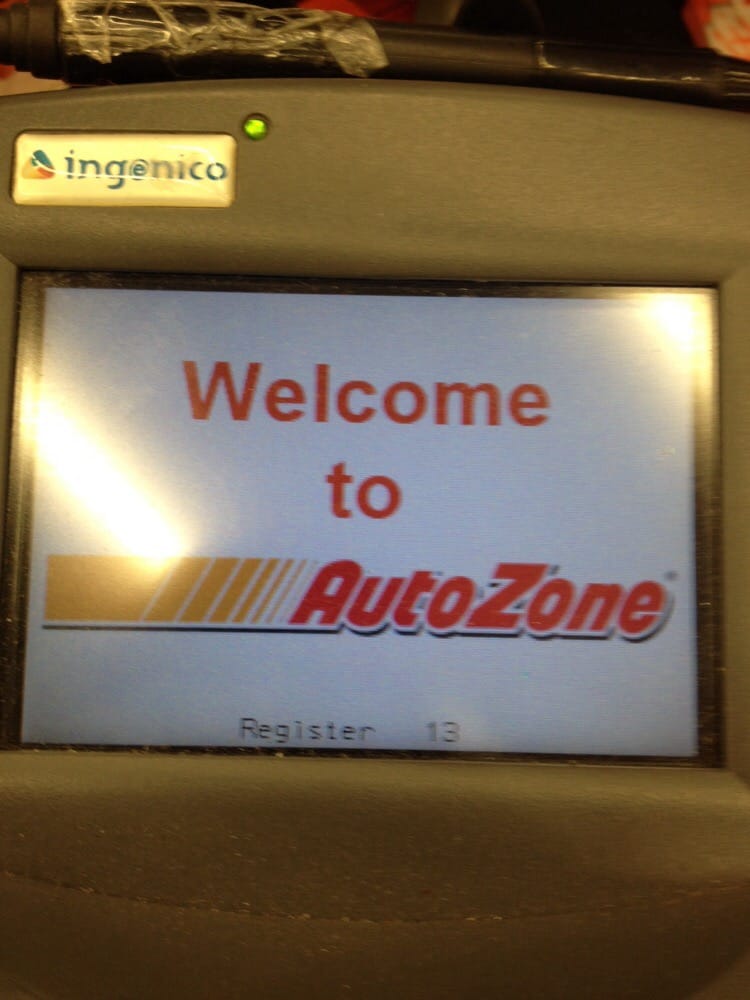 ingenico
Welcome
to
AutoZone
Register 13